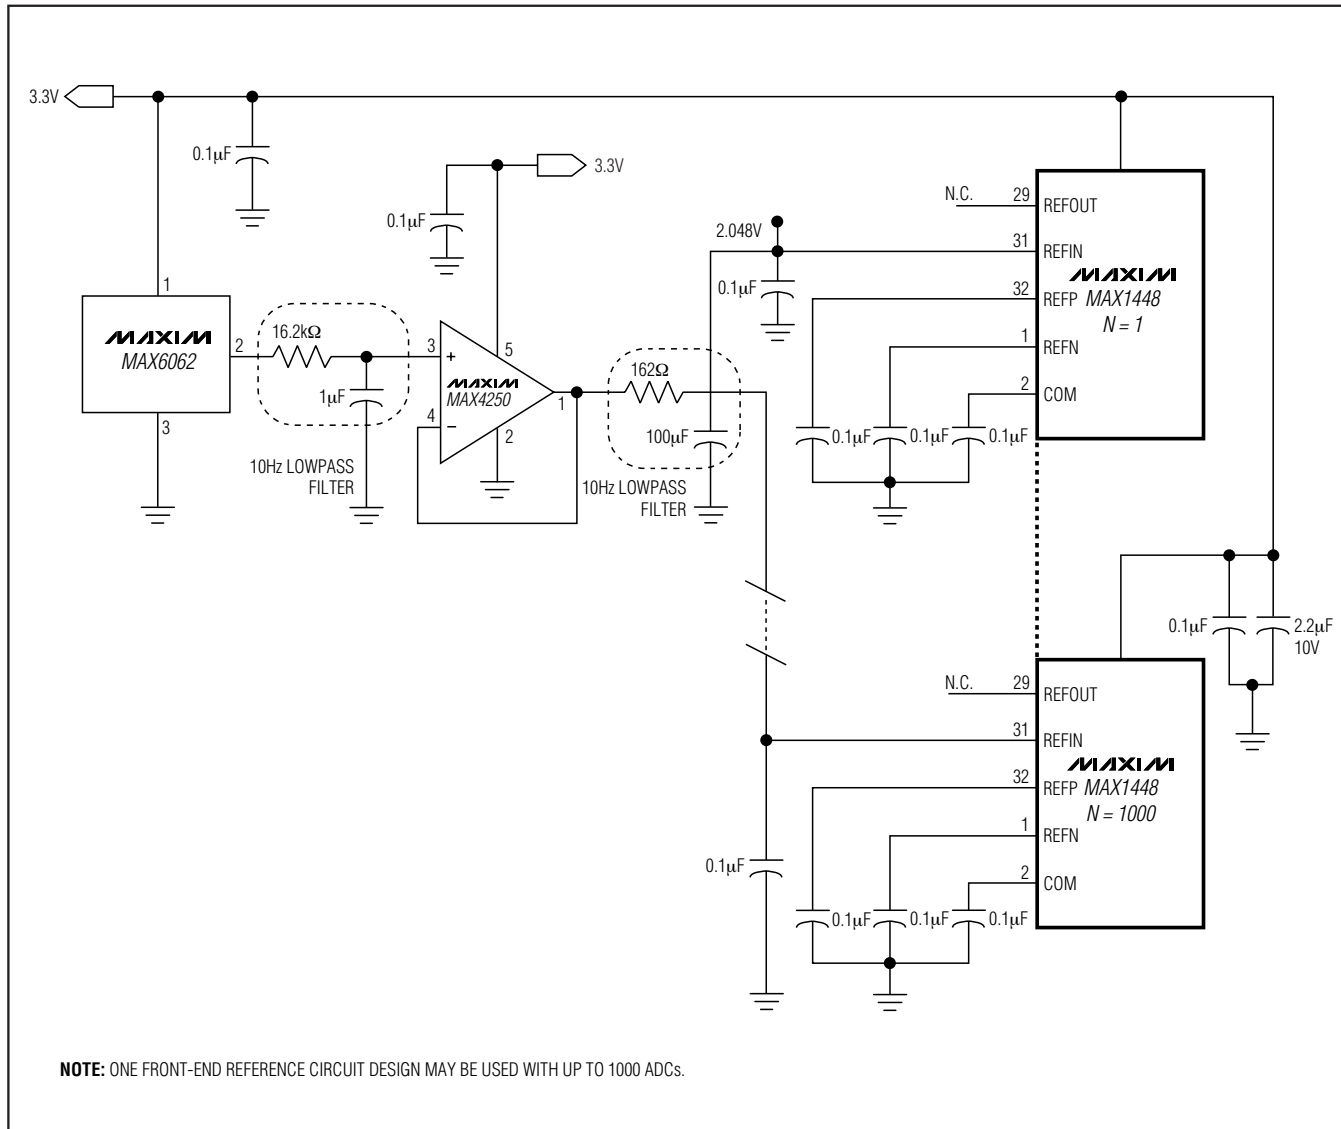 3.3V
0.1µF
3.3V
0.1µF
N.C.
29
REFOUT
2.048V
31
REFIN
0.1µF
MAXIM
MAX1448
N = 1
32
REFP
1
REFN
2
COM
0.1µF
0.1µF
0.1µF
1
MAXIM
MAX6062
2
3
16.2kΩ
1µF
10Hz LOWPASS
FILTER
3
+
5
MAXIM
MAX4250
1
4
−
2
162Ω
100µF
10Hz LOWPASS
FILTER
0.1µF
2.2µF
10V
N.C.
29
REFOUT
31
REFIN
MAXIM
MAX1448
N = 1000
32
REFP
1
REFN
2
COM
0.1µF
0.1µF
0.1µF
0.1µF
NOTE: ONE FRONT-END REFERENCE CIRCUIT DESIGN MAY BE USED WITH UP TO 1000 ADCs.